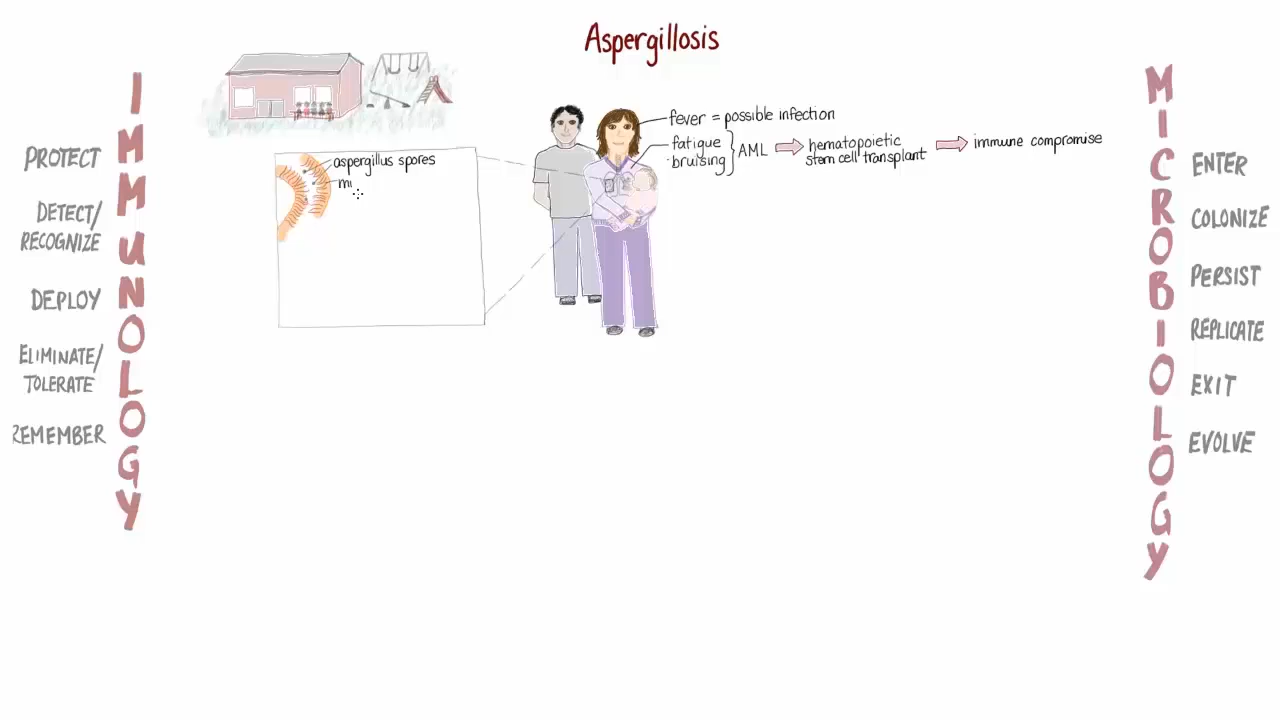 Aspergillosis
IMMUNOLOGY
PROTECT
DETECT/
RECOGNIZE
DEPLOY
ELIMINATE/
TOLERATE
REMEMBER
aspergillus spores
mi
fever = possible infection
fatigue
bruising
AML
hematopoietic
stem cell transplant
immune compromise
MICROBIOLOGY
ENTER
COLONIZE
PERSIST
REPLICATE
EXIT
EVOLVE